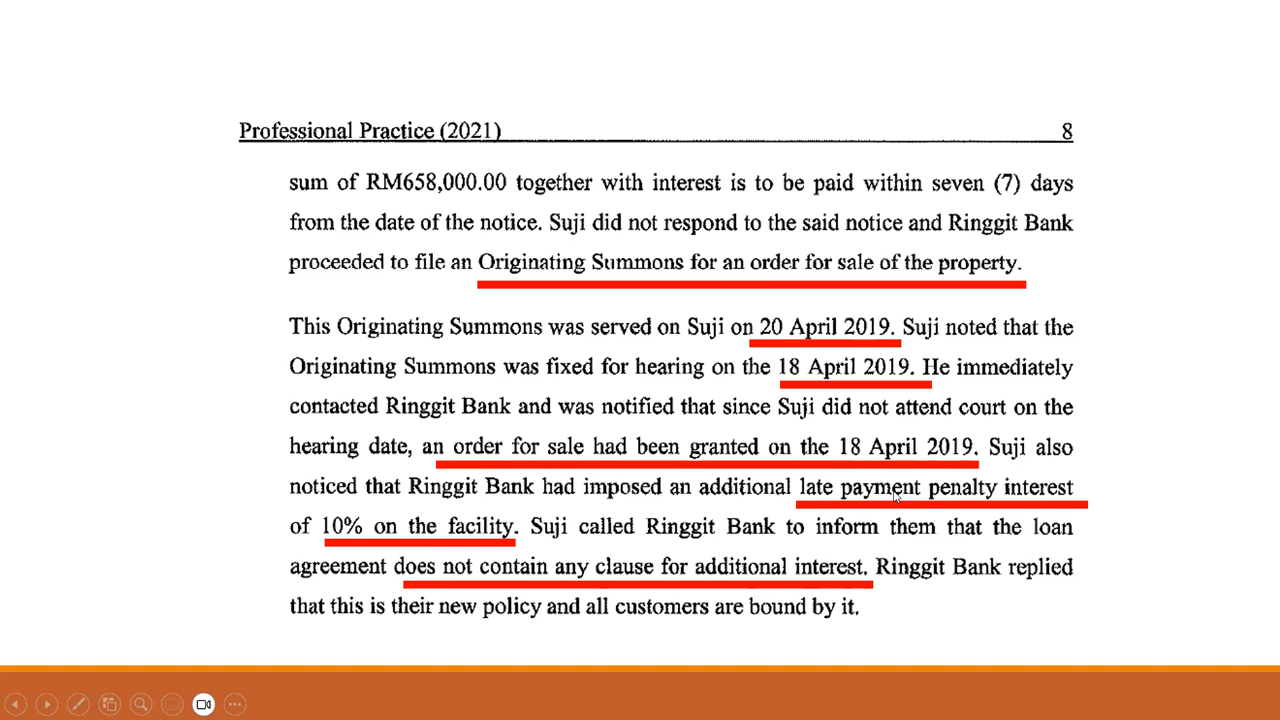 Professional Practice (2021) 8
sum of RM658,000.00 together with interest is to be paid within seven (7) days
from the date of the notice. Suji did not respond to the said notice and Ringgit Bank
proceeded to file an Originating Summons for an order for sale of the property.
This Originating Summons was served on Suji on 20 April 2019. Suji noted that the
Originating Summons was fixed for hearing on the 18 April 2019. He immediately
contacted Ringgit Bank and was notified that since Suji did not attend court on the
hearing date, an order for sale had been granted on the 18 April 2019. Suji also
noticed that Ringgit Bank had imposed an additional late payment penalty interest
of 10% on the facility. Suji called Ringgit Bank to inform them that the loan
agreement does not contain any clause for additional interest. Ringgit Bank replied
that this is their new policy and all customers are bound by it.